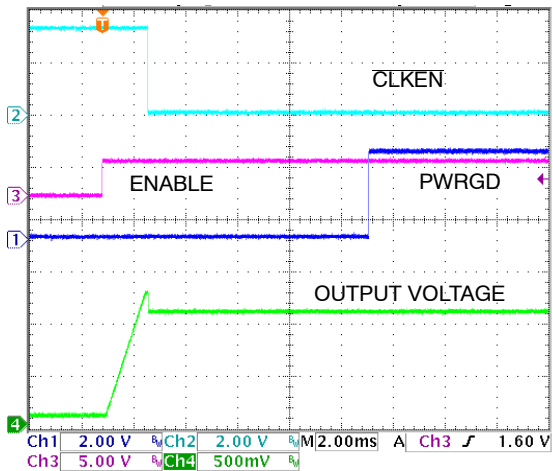 T
CLKEN
2
ENABLE
PWRGD
3
1
OUTPUT VOLTAGE
4
Ch1 2.00 V BW Ch2 2.00 V BW M 2.00ms A Ch3 1.60 V
Ch3 5.00 V BW Ch4 500mV BW